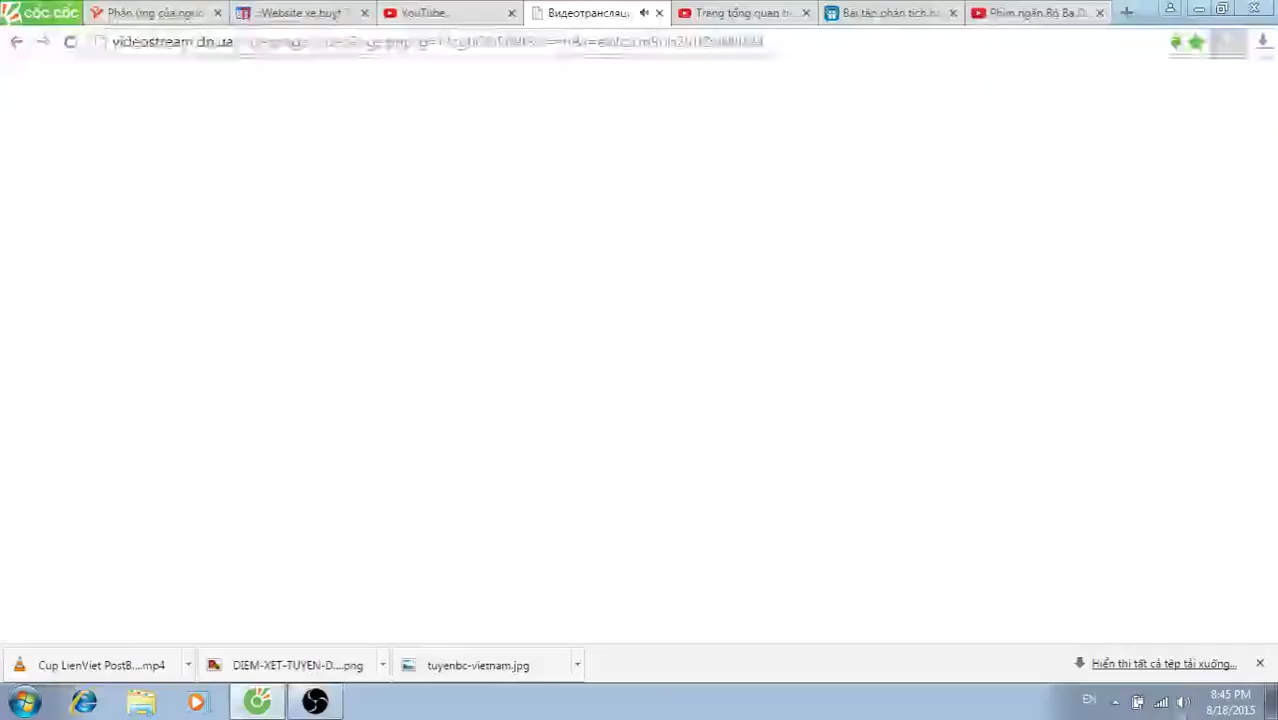 cốc cốc
Phản ứng của ngườ
::Website xe buýt T
YouTube
Видеотрансляц
Trang tổng quan t
Bài tập phân tích b
Phim ngắn Bộ Ba D
videostream.dn.ua
Cup LienViet PostB....mp4
DIEM-XET-TUYEN-D....png
tuyenbc-vietnam.jpg
Hiển thị tất cả tệp tải xuống...
EN
8:45 PM
8/18/2015